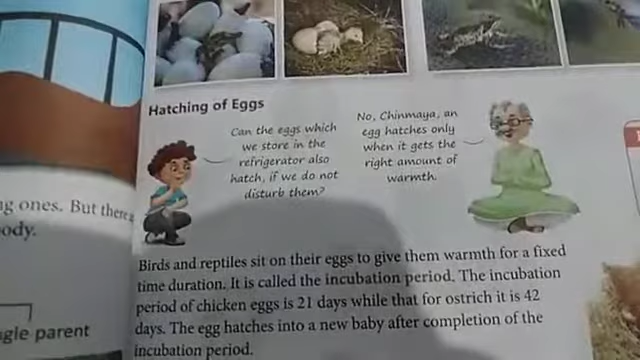 Hatching of Eggs
Can the eggs which
we store in the
refrigerator also
hatch, if we do not
disturb them?
No, Chinmaya, an
egg hatches only
when it gets the
right amount of
warmth.
ones. But there
Birds and reptiles sit on their eggs to give them warmth for a fixed
time duration. It is called the incubation period. The incubation
period of chicken eggs is 21 days while that for ostrich it is 42
days. The egg hatches into a new baby after completion of the
incubation period.
parent